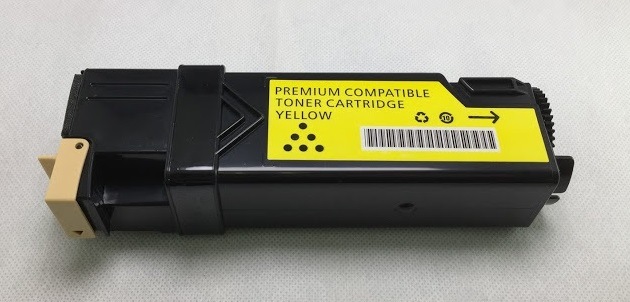 PREMIUM COMPATIBLE
TONER CARTRIDGE
YELLOW